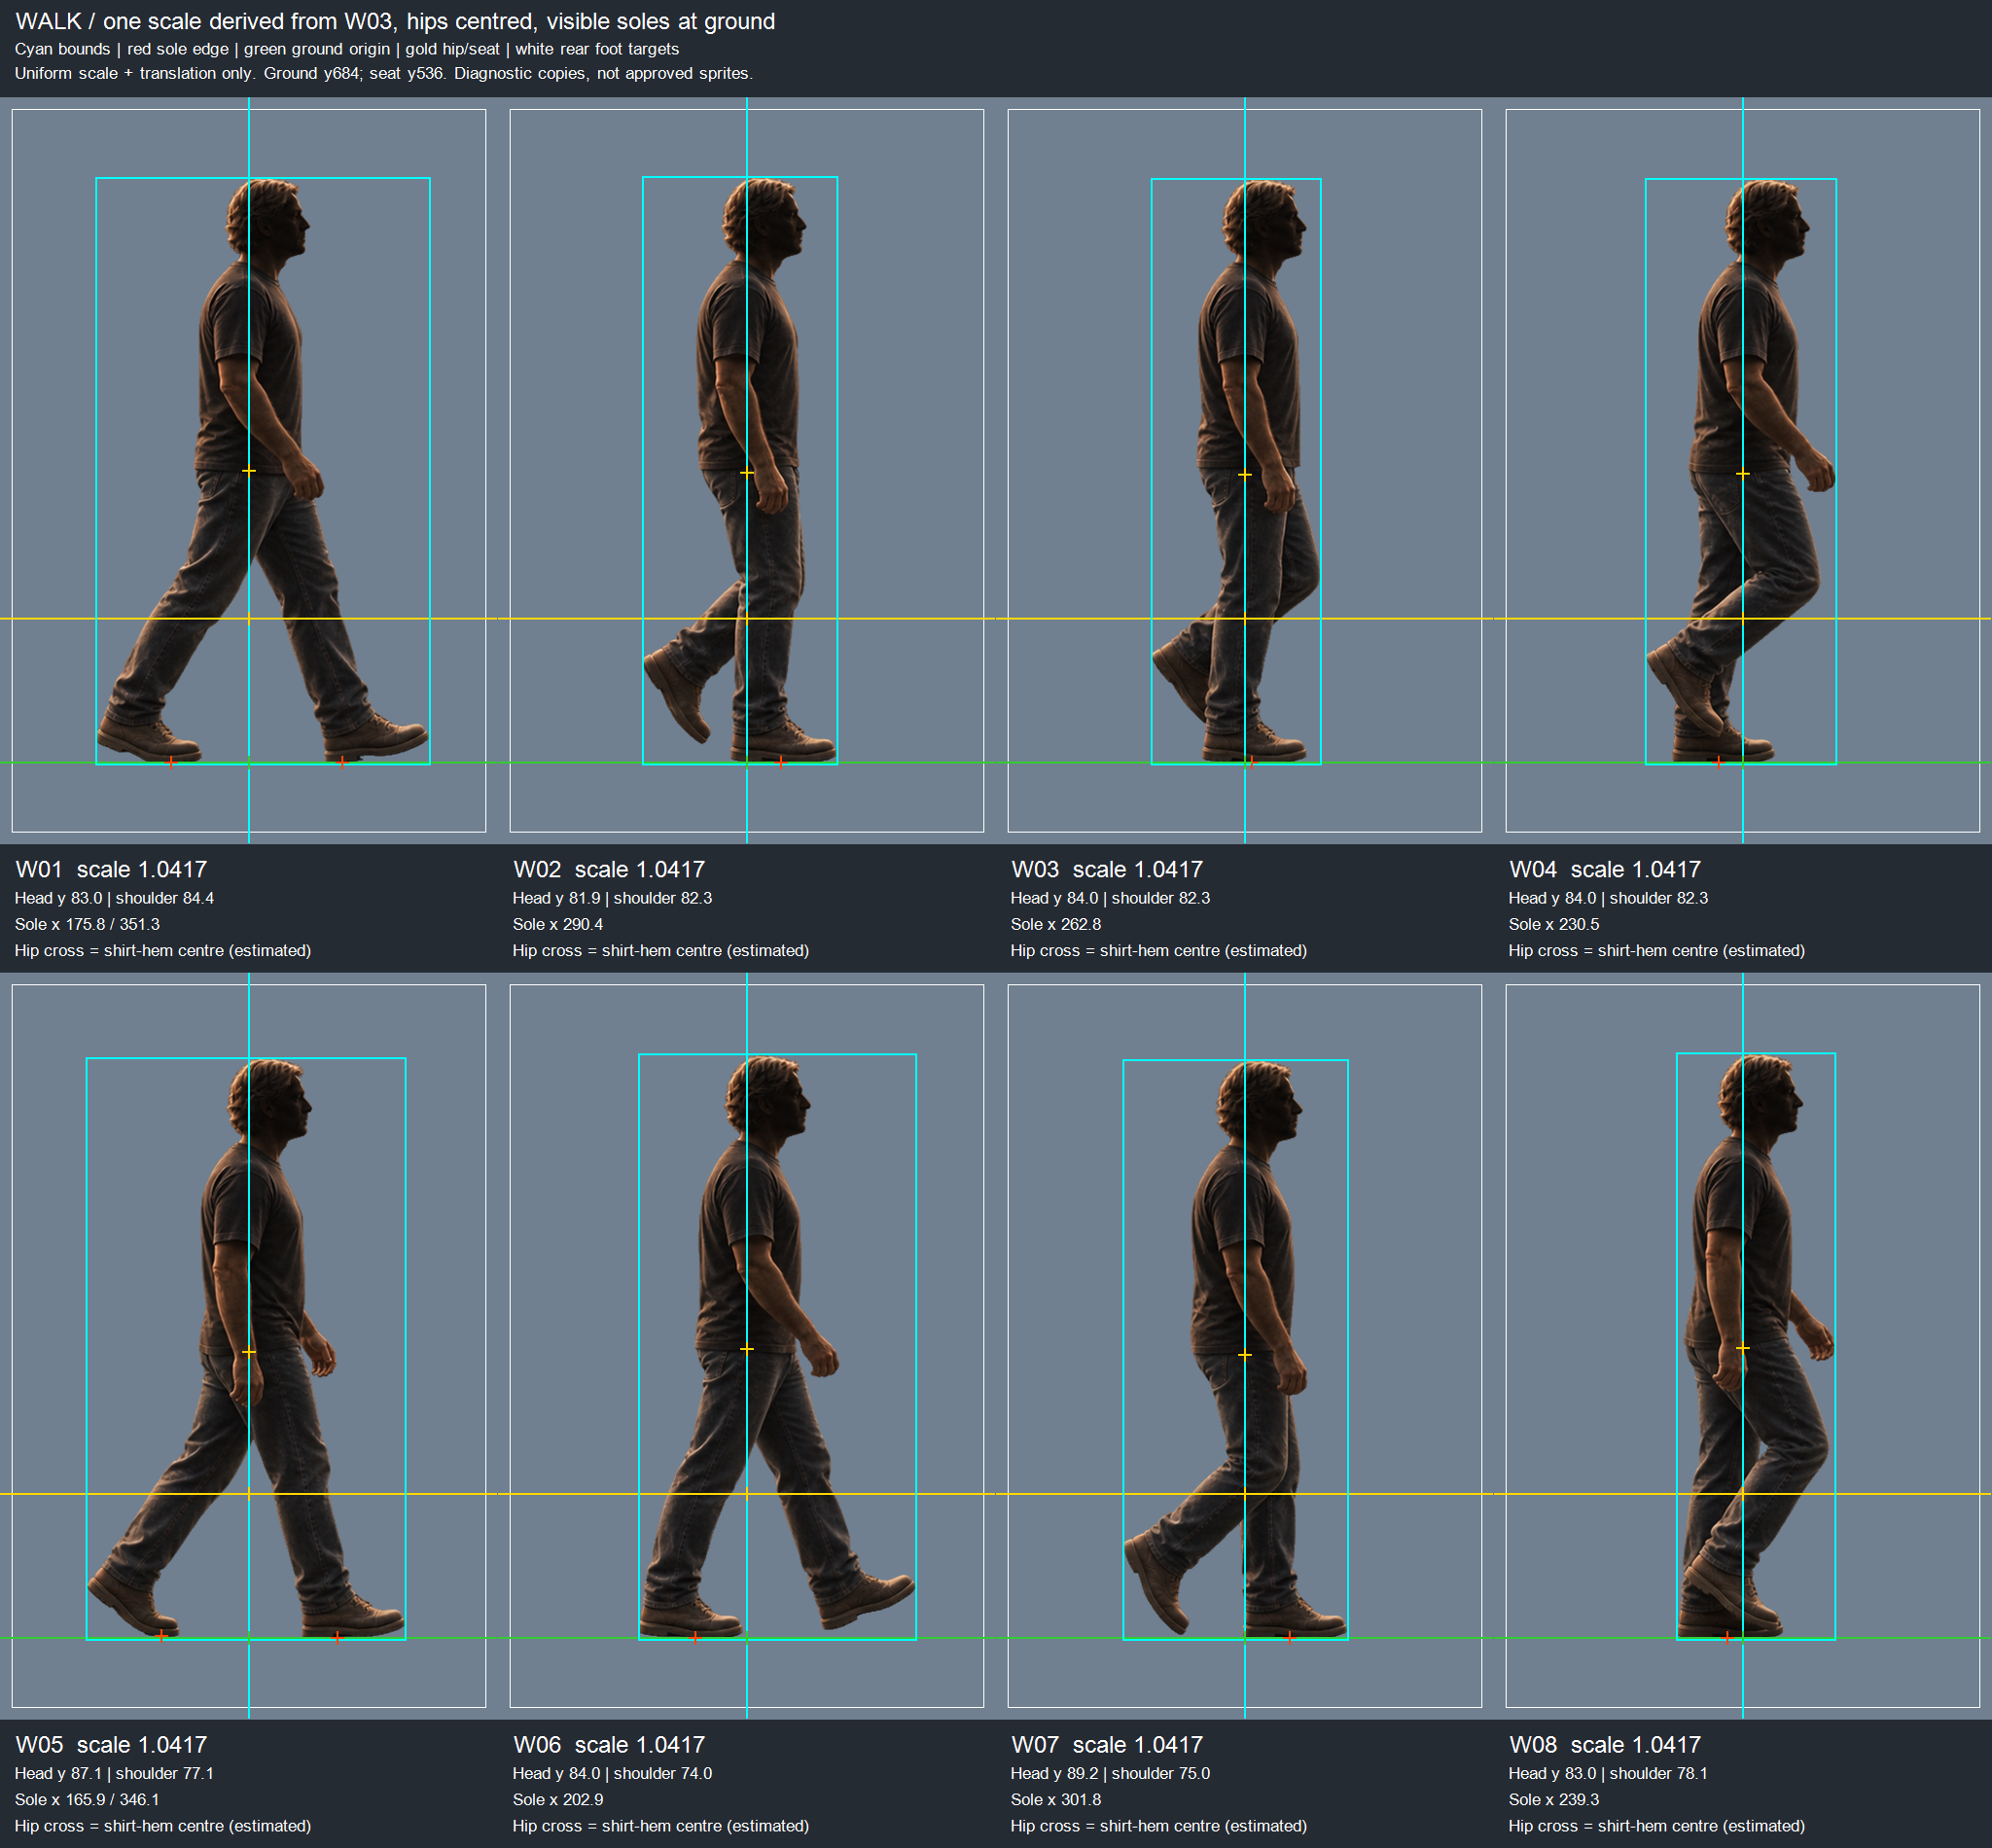 WALK / one scale derived from W03, hips centred, visible soles at ground
Cyan bounds | red sole edge | green ground origin | gold hip/seat | white rear foot targets
Uniform scale + translation only. Ground y684; seat y536. Diagnostic copies, not approved sprites.
W01 scale 1.0417
Head y 83.0 | shoulder 84.4
Sole x 175.8 / 351.3
Hip cross = shirt-hem centre (estimated)
W02 scale 1.0417
Head y 81.9 | shoulder 82.3
Sole x 290.4
Hip cross = shirt-hem centre (estimated)
W03 scale 1.0417
Head y 84.0 | shoulder 82.3
Sole x 262.8
Hip cross = shirt-hem centre (estimated)
W04 scale 1.0417
Head y 84.0 | shoulder 82.3
Sole x 230.5
Hip cross = shirt-hem centre (estimated)
W05 scale 1.0417
Head y 87.1 | shoulder 77.1
Sole x 165.9 / 346.1
Hip cross = shirt-hem centre (estimated)
W06 scale 1.0417
Head y 84.0 | shoulder 74.0
Sole x 202.9
Hip cross = shirt-hem centre (estimated)
W07 scale 1.0417
Head y 89.2 | shoulder 75.0
Sole x 301.8
Hip cross = shirt-hem centre (estimated)
W08 scale 1.0417
Head y 83.0 | shoulder 78.1
Sole x 239.3
Hip cross = shirt-hem centre (estimated)